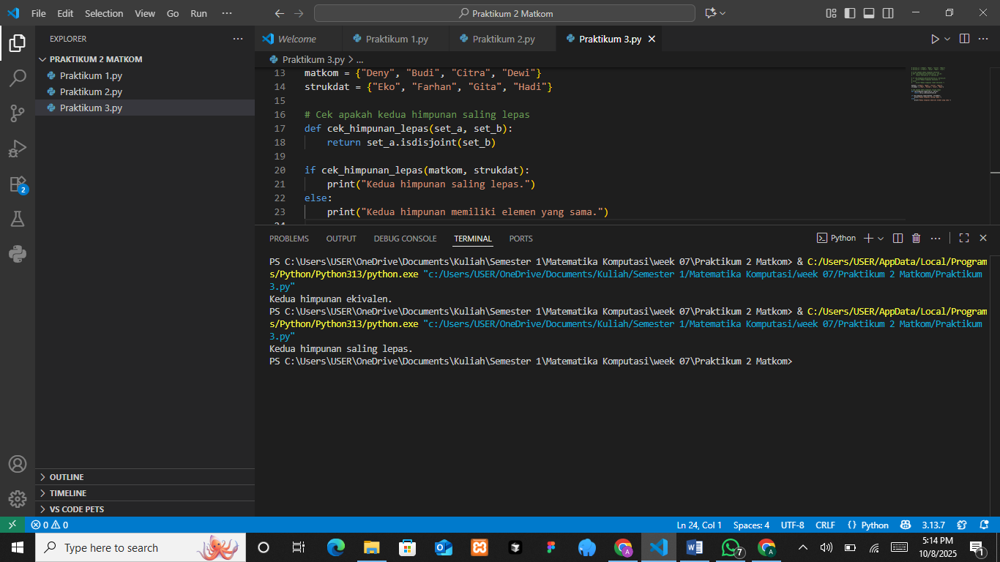 File Edit Selection View Go Run ···
Praktikum 2 Matkom
EXPLORER
PRAKTIKUM 2 MATKOM
Praktikum 1.py
Praktikum 2.py
Praktikum 3.py
OUTLINE
TIMELINE
VS CODE PETS
2
Welcome Praktikum 1.py Praktikum 2.py Praktikum 3.py
Praktikum 3.py > ...
13 matkom = {"Deny", "Budi", "Citra", "Dewi"}
14 strukdat = {"Eko", "Farhan", "Gita", "Hadi"}
15
16 # Cek apakah kedua himpunan saling lepas
17 def cek_himpunan_lepas(set_a, set_b):
18     return set_a.isdisjoint(set_b)
19
20 if cek_himpunan_lepas(matkom, strukdat):
21     print("Kedua himpunan saling lepas.")
22 else:
23     print("Kedua himpunan memiliki elemen yang sama.")
24
PROBLEMS OUTPUT DEBUG CONSOLE TERMINAL PORTS
Python
PS C:\Users\USER\OneDrive\Documents\Kuliah\Semester 1\Matematika Komputasi\week 07\Praktikum 2 Matkom> & C:/Users/USER/AppData/Local/Program
s/Python/Python313/python.exe "c:/Users/USER/OneDrive/Documents/Kuliah/Semester 1/Matematika Komputasi/week 07/Praktikum 2 Matkom/Praktikum
3.py"
Kedua himpunan ekivalen.
PS C:\Users\USER\OneDrive\Documents\Kuliah\Semester 1\Matematika Komputasi\week 07\Praktikum 2 Matkom> & C:/Users/USER/AppData/Local/Program
s/Python/Python313/python.exe "c:/Users/USER/OneDrive/Documents/Kuliah/Semester 1/Matematika Komputasi/week 07/Praktikum 2 Matkom/Praktikum
3.py"
Kedua himpunan saling lepas.
PS C:\Users\USER\OneDrive\Documents\Kuliah\Semester 1\Matematika Komputasi\week 07\Praktikum 2 Matkom>
0 0 Ln 24, Col 1 Spaces: 4 UTF-8 CRLF {} Python 3.13.7
Type here to search
A
7
A
5:14 PM
10/8/2025
1